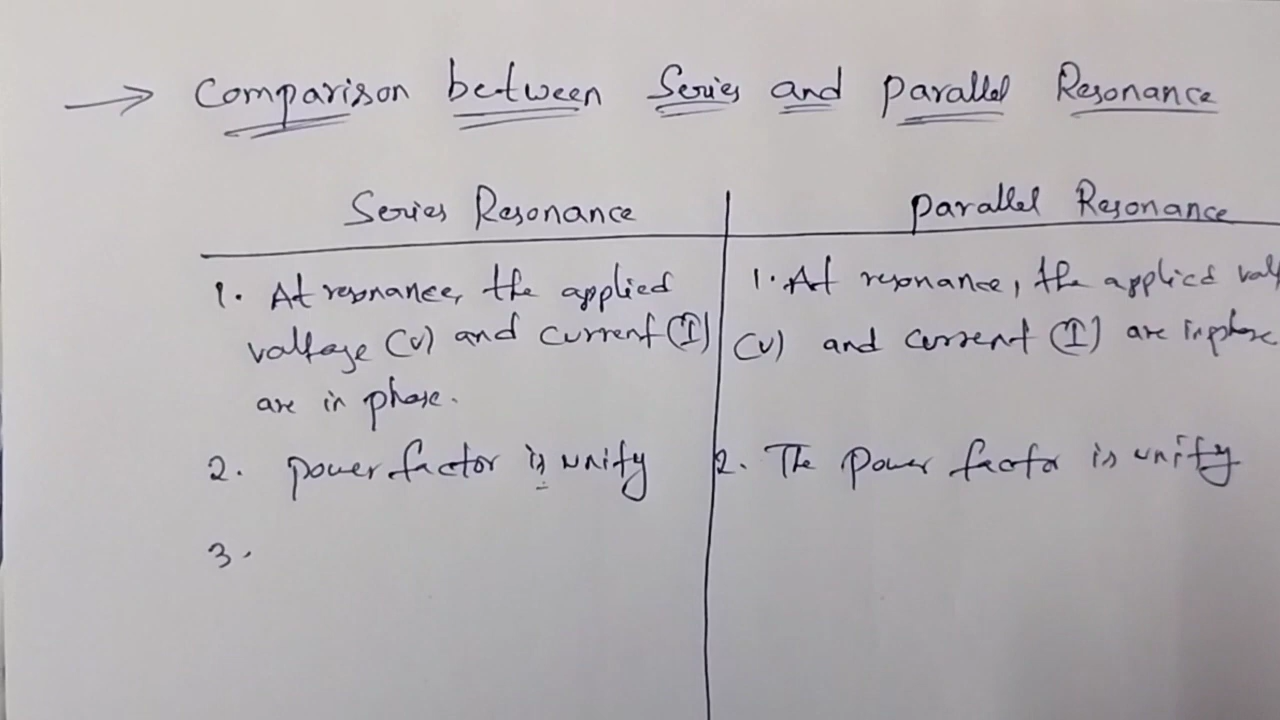 → Comparison between Series and parallel Resonance
Series Resonance
parallel Resonance
1. At resonance, the applied
voltage (V) and current (I)
are in phase.
1. At resonance, the applied vol
(V) and current (I) are inphase
2. power factor is unity
2. The power factor is unity
3.